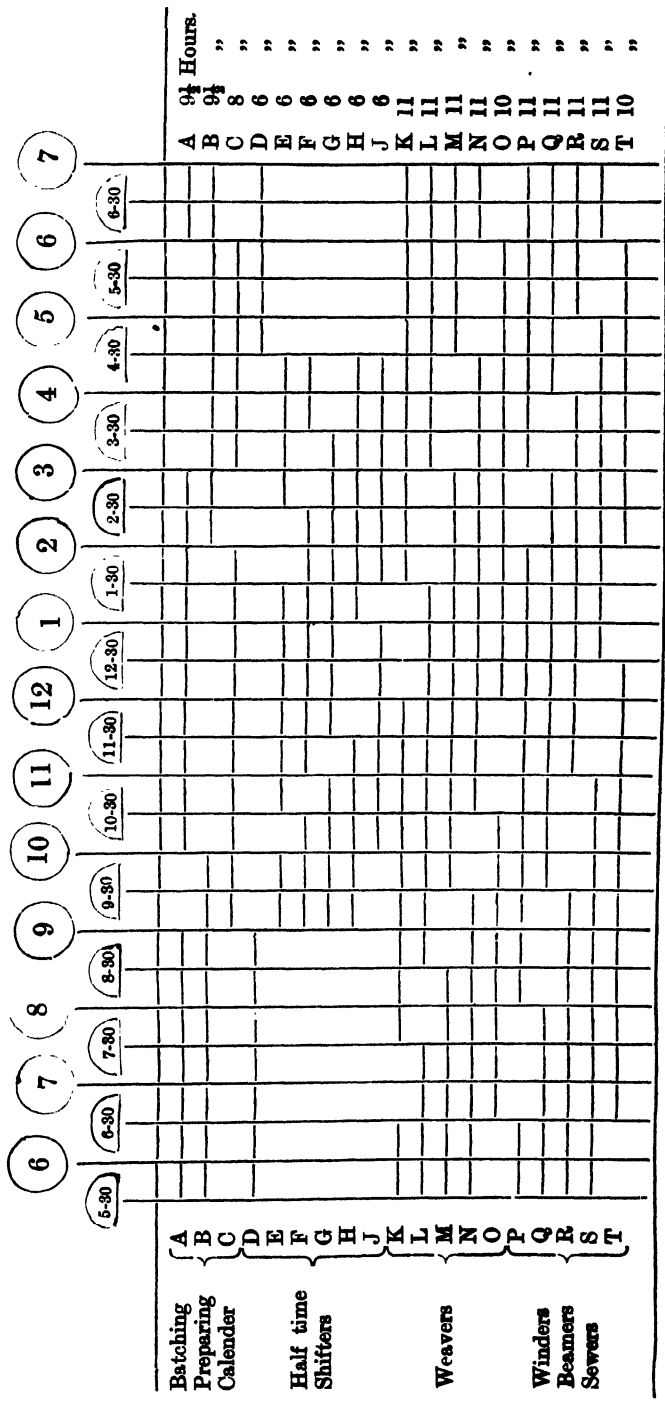 6 7 8 9 10 11 12 1 2 3 4 5 6 7
5-30 6-30 7-30 8-30 9-30 10-30 11-30 12-30 1-30 2-30 3-30 4-30 5-30 6-30
Batching A A 9½ Hours.
Preparing B B 9½ „
Calender C C 8 „
D D 6 „
E E 6 „
Half time F F 6 „
Shifters G G 6 „
H H 6 „
J J 6 „
K K 11 „
L L 11 „
Weavers M M 11 „
N N 11 „
O O 10 „
P P 11 „
Winders Q Q 11 „
Beamers R R 11 „
Sewers S S 11 „
T T 10 „